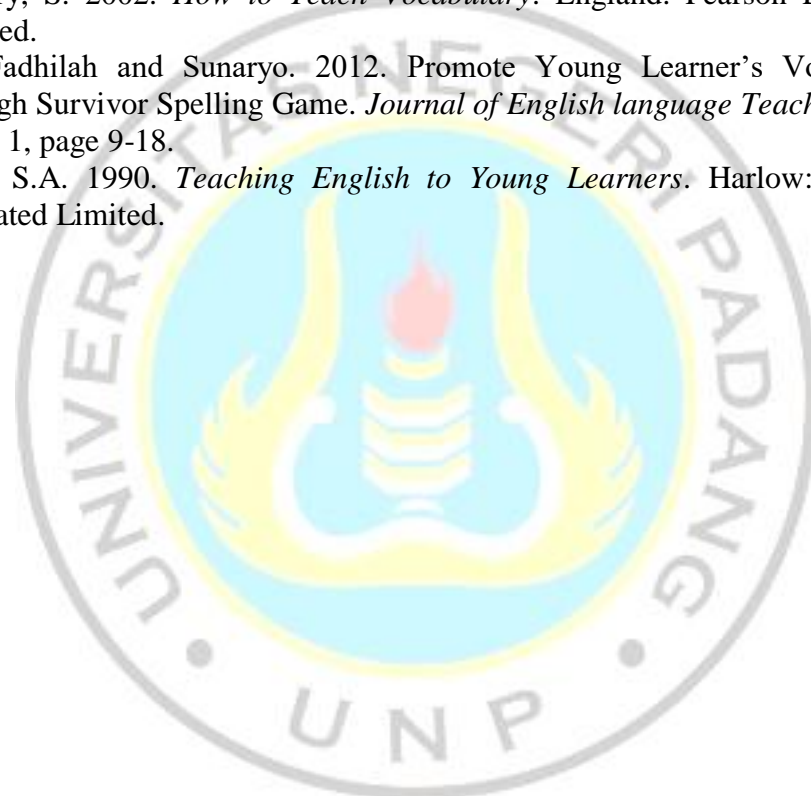 ry, S. 2002. How to Teach Vocabulary. England: Pearson
ed.
Fadhilah and Sunaryo. 2012. Promote Young Learner's Vo
gh Survivor Spelling Game. Journal of English language Teach
1, page 9-18.
S.A. 1990. Teaching English to Young Learners. Harlow:
ated Limited.
UNIVERSITAS NEGERI PADANG
UNP